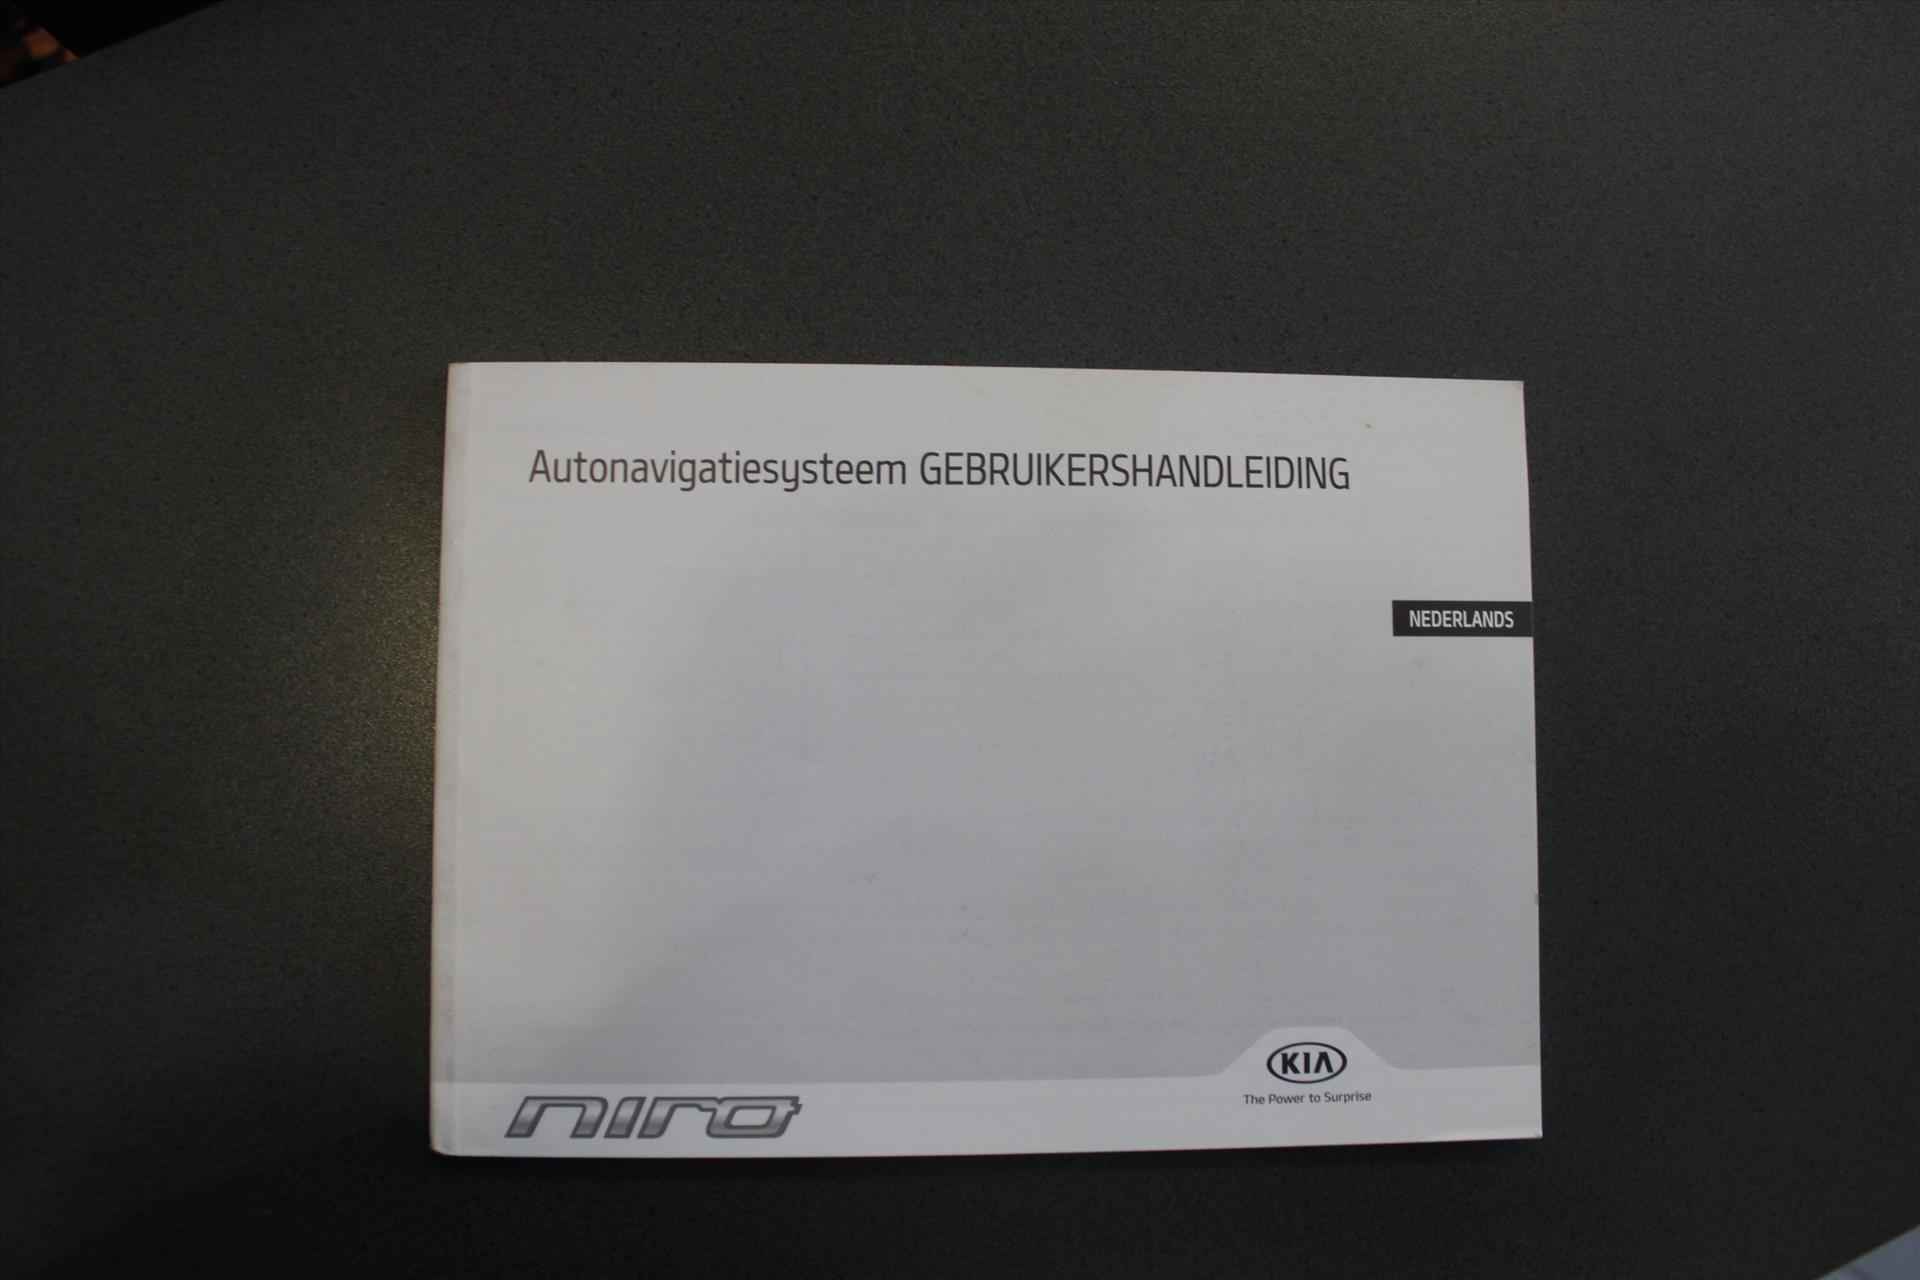 Autonavigatiesysteem GEBRUIKERSHANDLEIDING
NEDERLANDS
KIA
The Power to Surprise
niro